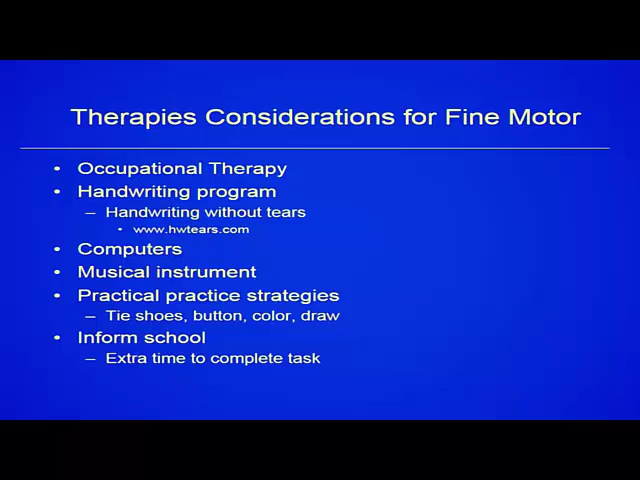 Therapies Considerations for Fine Motor
• Occupational Therapy
• Handwriting program
– Handwriting without tears
• www.hwtears.com
• Computers
• Musical instrument
• Practical practice strategies
– Tie shoes, button, color, draw
• Inform school
– Extra time to complete task